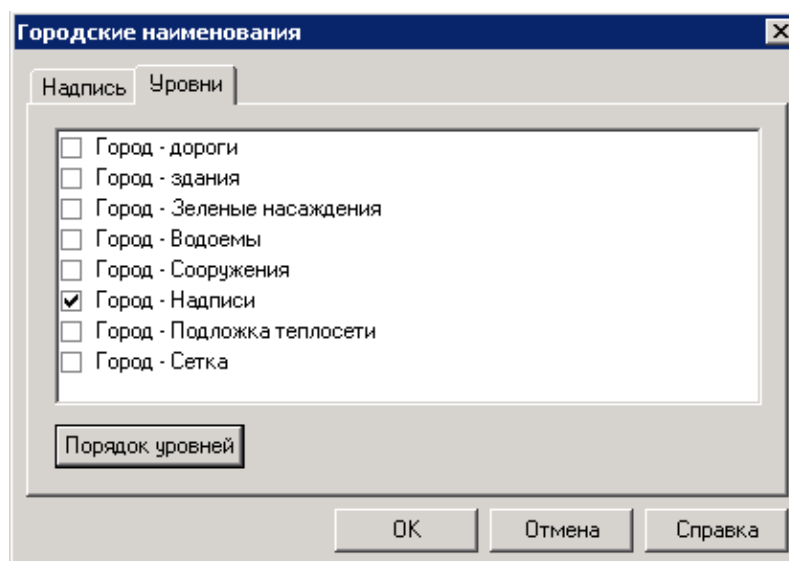 Городские наименования
Надпись Уровни
Город - дороги
Город - здания
Город - Зеленые насаждения
Город - Водоемы
Город - Сооружения
Город - Надписи
Город - Подложка теплосети
Город - Сетка
Порядок уровней
OK Отмена Справка